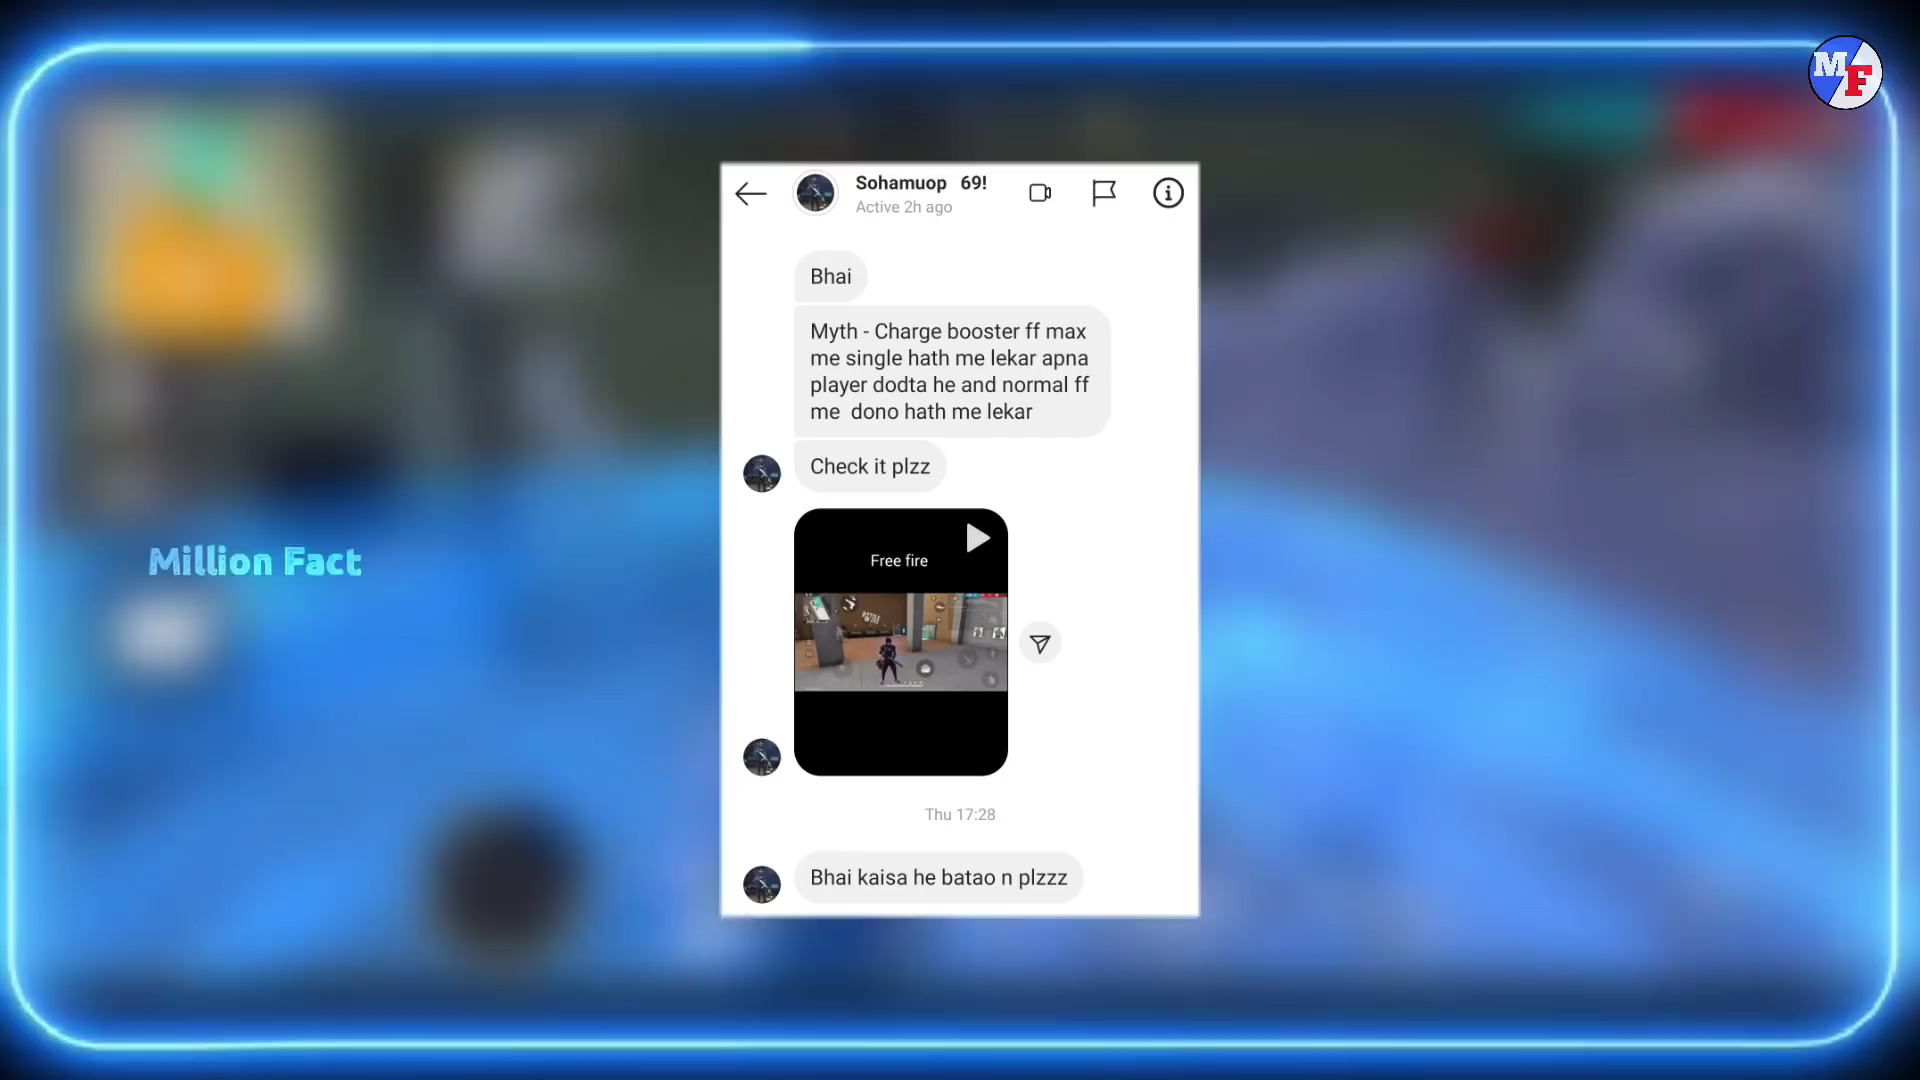 MF
Sohamuop 69!
Active 2h ago
Bhai
Myth - Charge booster ff max
me single hath me lekar apna
player dodta he and normal ff
me dono hath me lekar
Check it plzz
Free fire
Million Fact
Thu 17:28
Bhai kaisa he batao n plzzz